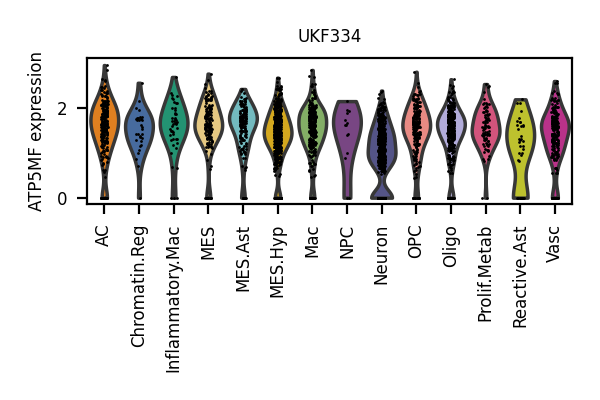 UKF334
ATP5MF expression
2
0
AC
Chromatin.Reg
Inflammatory.Mac
MES
MES.Ast
MES.Hyp
Mac
NPC
Neuron
OPC
Oligo
Prolif.Metab
Reactive.Ast
Vasc